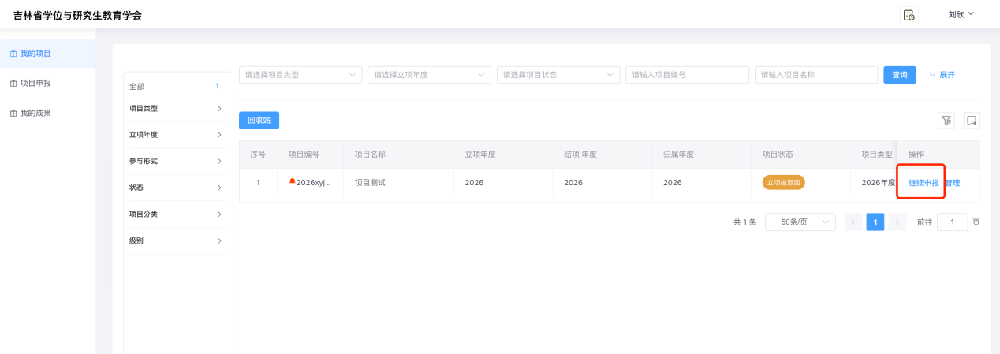 吉林省学位与研究生教育学会
刘欣
我的项目
项目申报
我的成果
全部 1
项目类型
立项年度
参与形式
状态
项目分类
级别
请选择项目类型 请选择立项年度 请选择项目状态 请输入项目编号 请输入项目名称 查询 展开
回收站
序号 项目编号 项目名称 立项年度 结项 年度 归属年度 项目状态 项目类型 操作
1 2026xyj... 项目测试 2026 2026 2026 立项被退回 2026年度 继续申报 管理
共 1 条 50条/页 1 前往 1 页